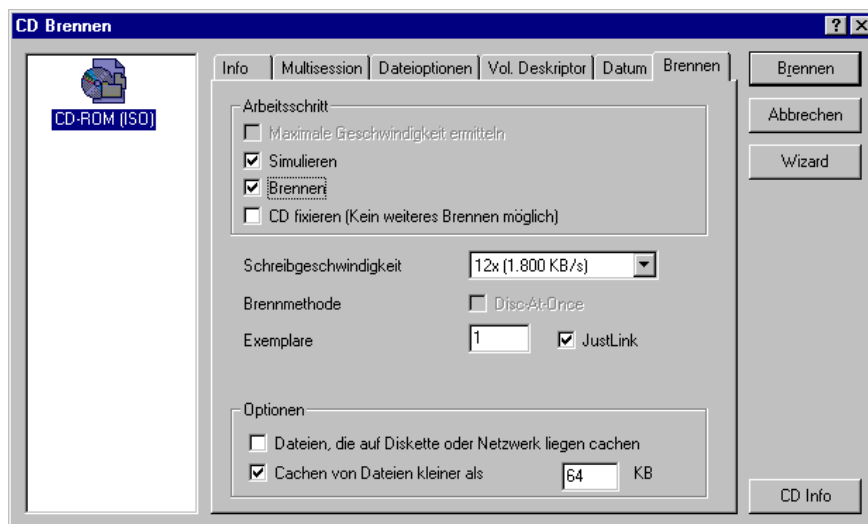 CD Brennen
CD-ROM (ISO)
Info Multisession Dateioptionen Vol. Deskriptor Datum Brennen
Arbeitsschritt
Maximale Geschwindigkeit ermitteln
Simulieren
Brennen
CD fixieren (Kein weiteres Brennen möglich)
Schreibgeschwindigkeit 12x (1.800 KB/s)
Brennmethode Disc-At-Once
Exemplare 1 JustLink
Optionen
Dateien, die auf Diskette oder Netzwerk liegen cachen
Cachen von Dateien kleiner als 64 KB
Brennen
Abbrechen
Wizard
CD Info